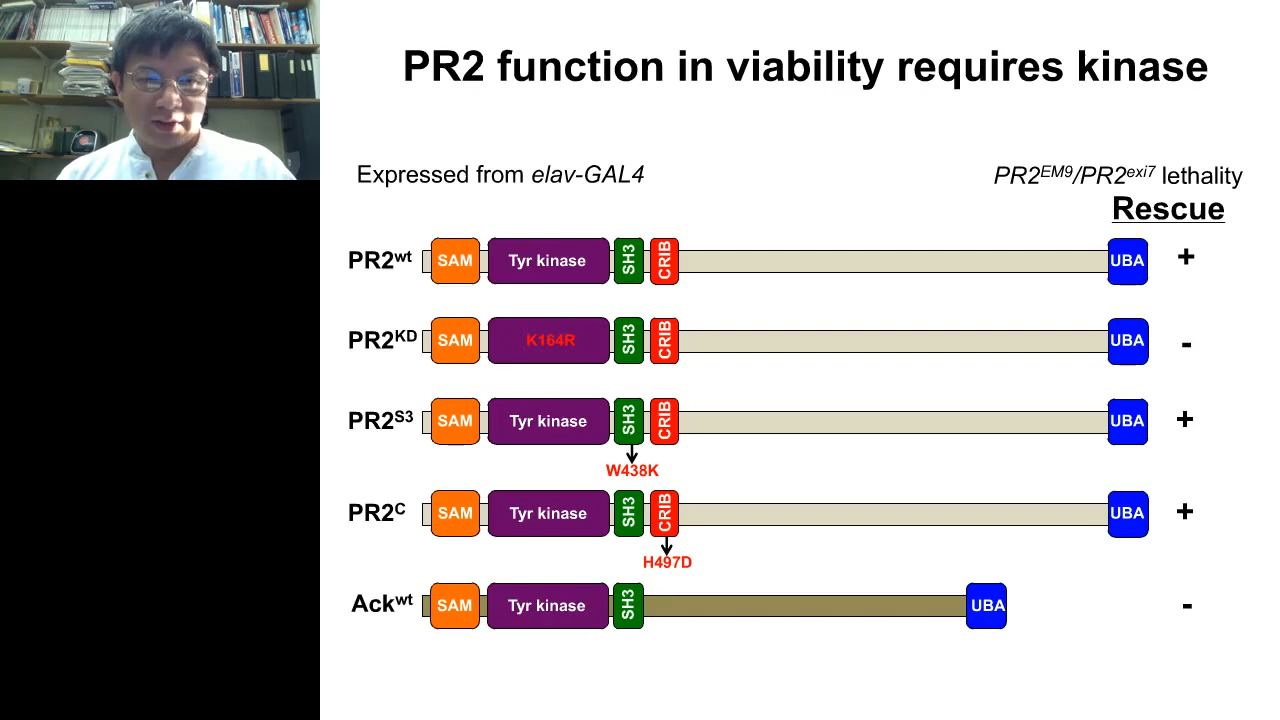 PR2 function in viability requires kinase
Expressed from elav-GAL4
PR2EM9/PR2exi7 lethality
Rescue
PR2wt SAM Tyr kinase SH3 CRIB UBA +
PR2KD SAM K164R SH3 CRIB UBA -
PR2S3 SAM Tyr kinase SH3 CRIB UBA +
W438K
PR2C SAM Tyr kinase SH3 CRIB UBA +
H497D
Ackwt SAM Tyr kinase SH3 UBA -